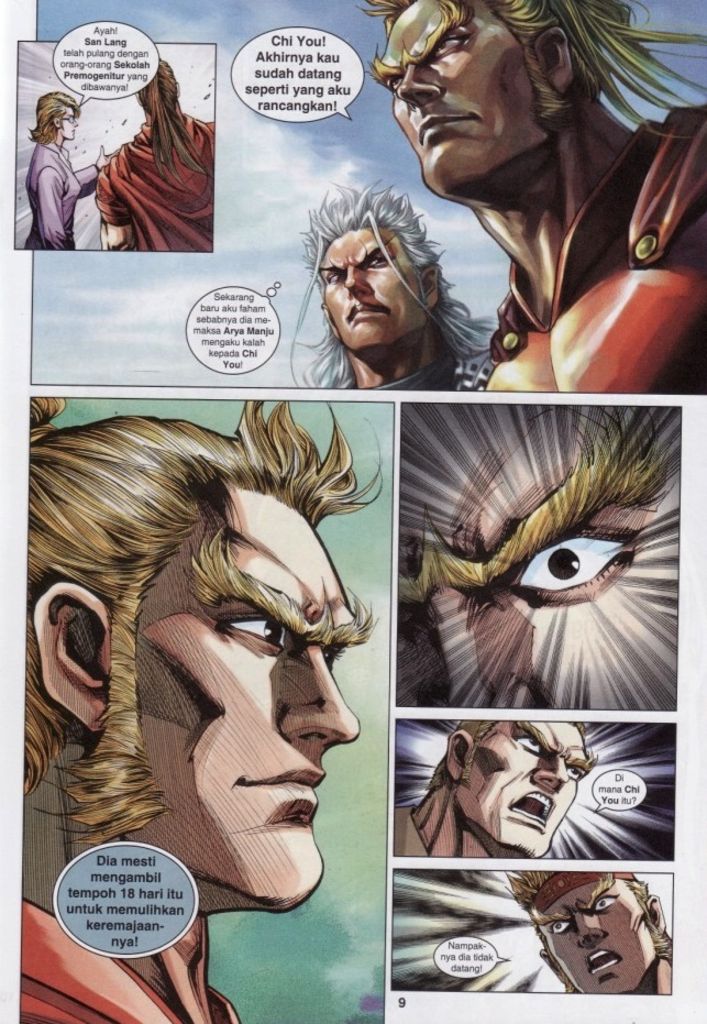 Ayah!
San Lang
telah pulang dengan
orang-orang Sekolah
Premogenitur yang
dibawanya!
Chi You!
Akhirnya kau
sudah datang
seperti yang aku
rancangkan!
Sekarang
baru aku faham
sebabnya dia me-
maksa Arya Manju
mengaku kalah
kepada Chi
You!
Dia mesti
mengambil
tempoh 18 hari itu
untuk memulihkan
keremajaan-
nya!
Di
mana Chi
You itu?
Nampak-
nya dia tidak
datang!
9